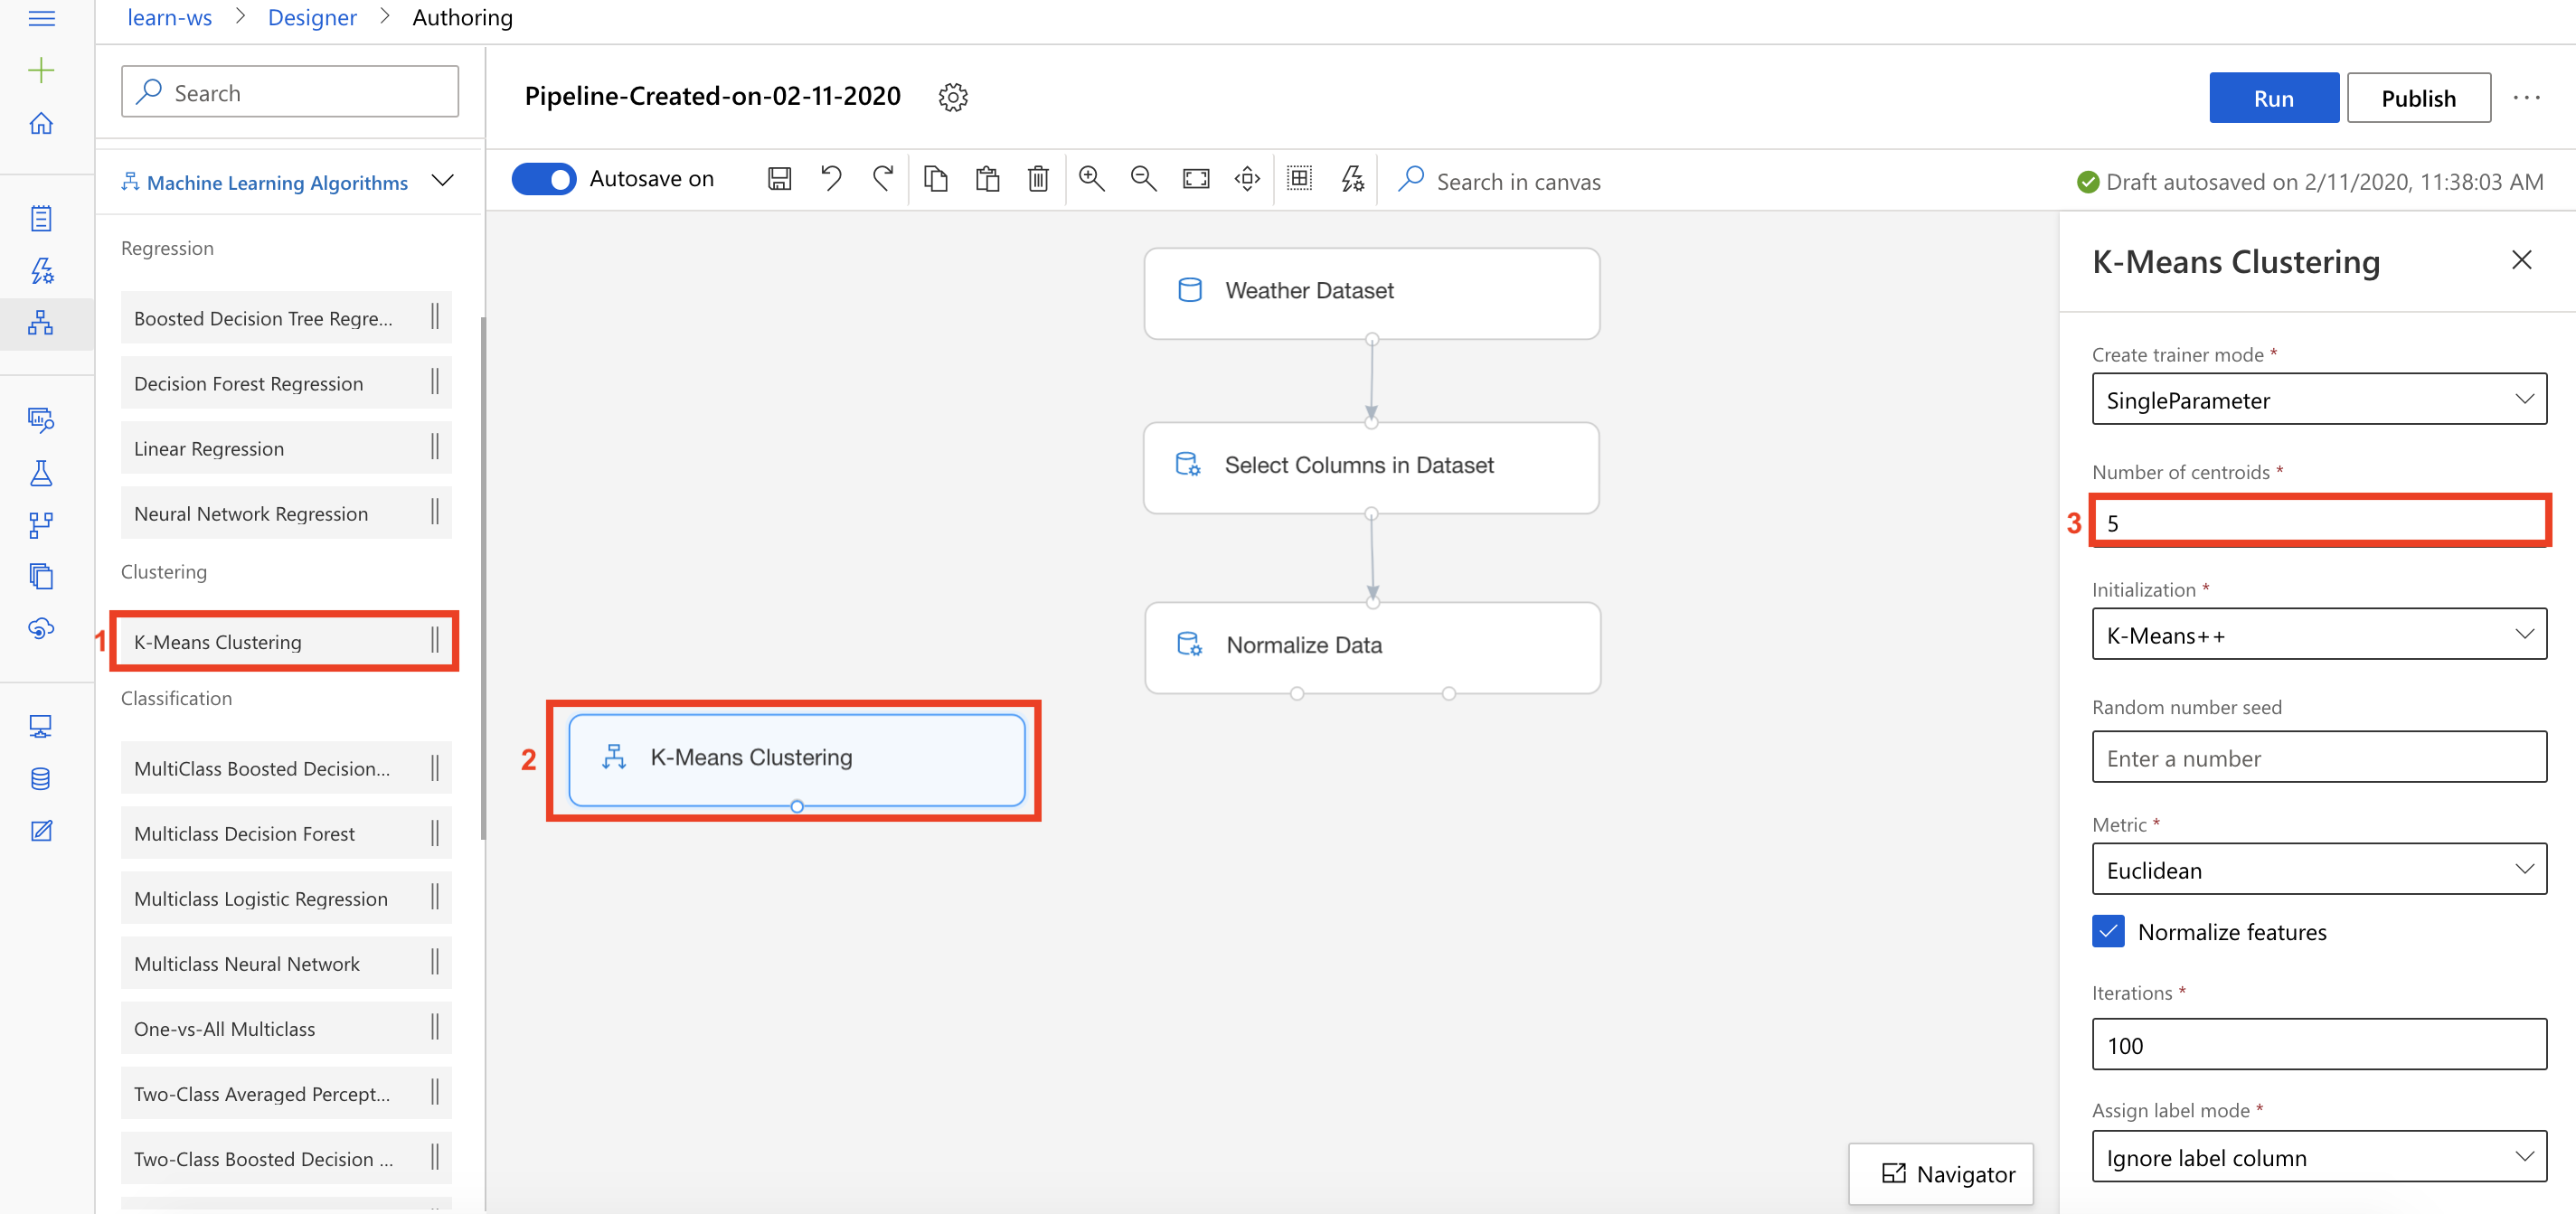 learn-ws > Designer > Authoring
Search
Machine Learning Algorithms
Regression
Boosted Decision Tree Regre...
Decision Forest Regression
Linear Regression
Neural Network Regression
Clustering
1 K-Means Clustering
Classification
MultiClass Boosted Decision...
Multiclass Decision Forest
Multiclass Logistic Regression
Multiclass Neural Network
One-vs-All Multiclass
Two-Class Averaged Percept...
Two-Class Boosted Decision ...
Pipeline-Created-on-02-11-2020
Run
Publish
...
Autosave on
Search in canvas
Draft autosaved on 2/11/2020, 11:38:03 AM
Weather Dataset
Select Columns in Dataset
Normalize Data
2 K-Means Clustering
Navigator
K-Means Clustering
Create trainer mode *
SingleParameter
Number of centroids *
3 5
Initialization *
K-Means++
Random number seed
Enter a number
Metric *
Euclidean
Normalize features
Iterations *
100
Assign label mode *
Ignore label column